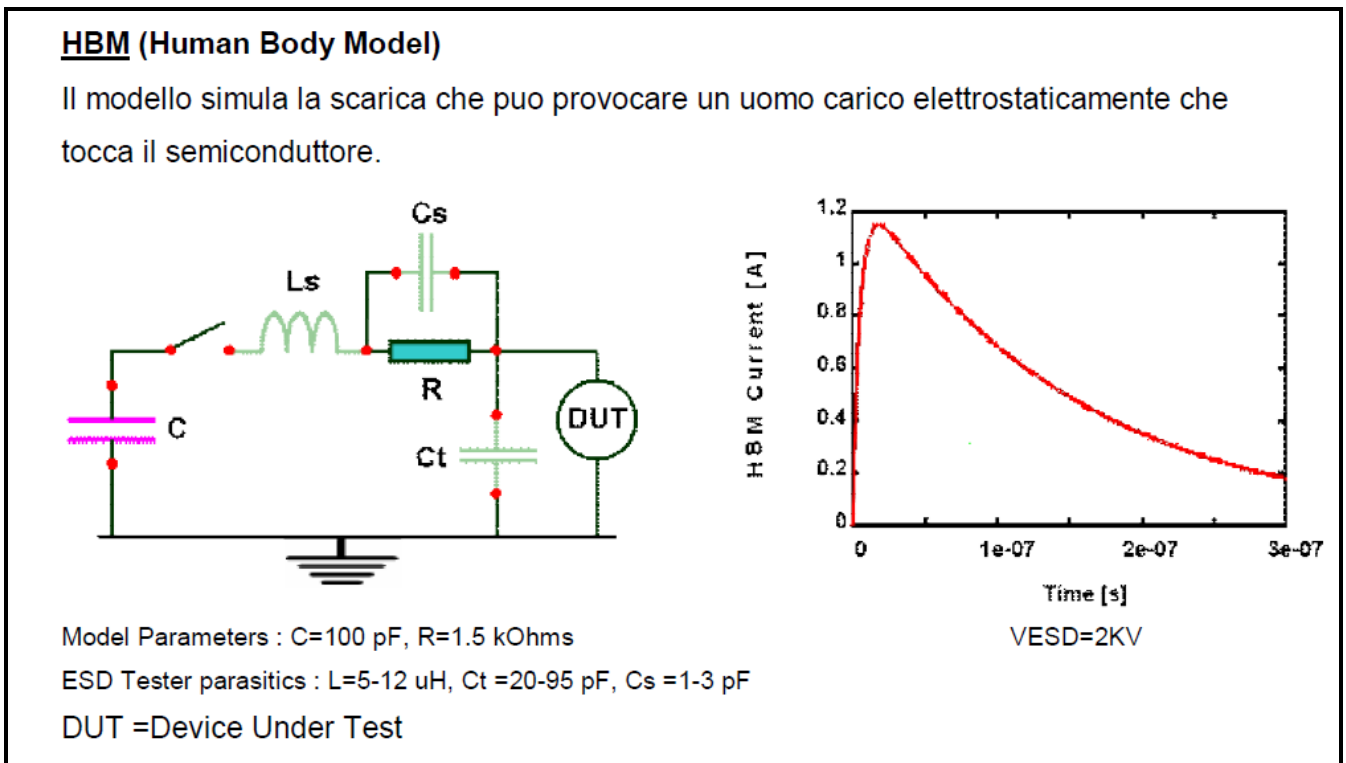 HBM (Human Body Model)
Il modello simula la scarica che puo provocare un uomo carico elettrostaticamente che
tocca il semiconduttore.
Cs
Ls
R
C
Ct
DUT
HBM Current [A]
1.2
1
0.8
0.6
0.4
0.2
0
0
1e-07
2e-07
3e-07
Time [s]
Model Parameters : C=100 pF, R=1.5 kOhms
VESD=2KV
ESD Tester parasitics : L=5-12 uH, Ct =20-95 pF, Cs =1-3 pF
DUT =Device Under Test